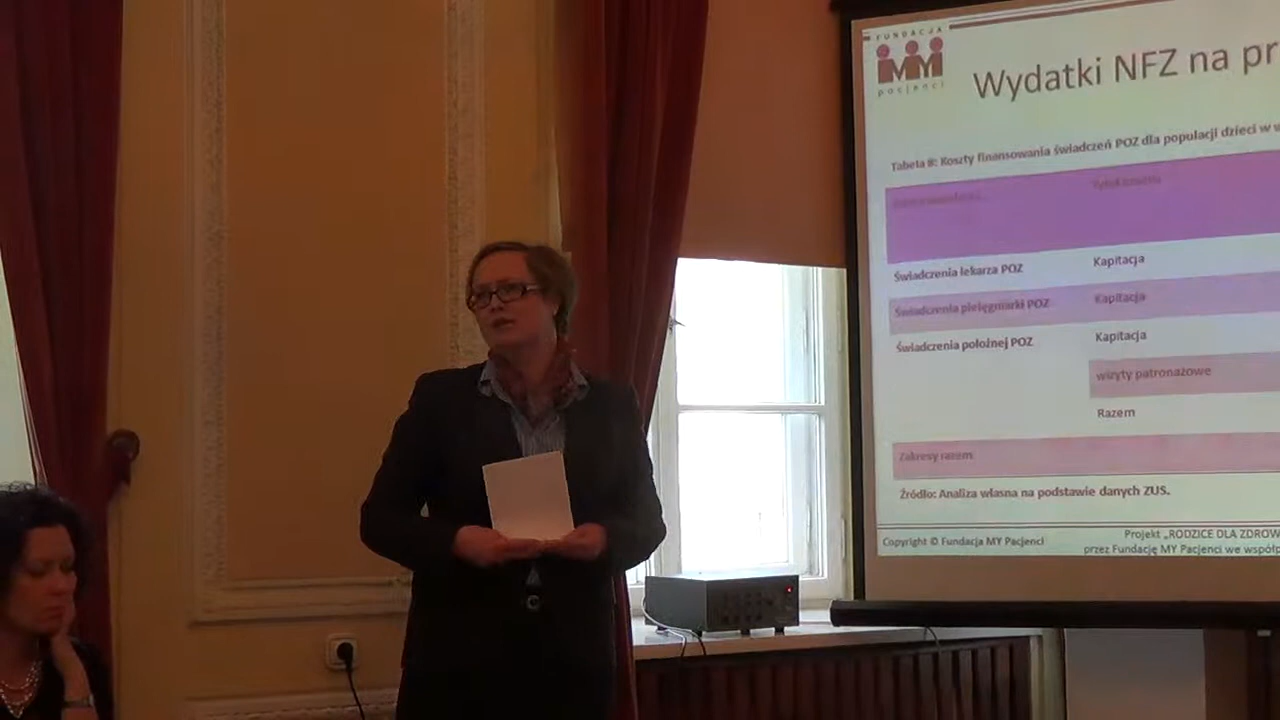 FUNDACJA
MY
pacjenci
Wydatki NFZ na pr
Tabela 8: Koszty finansowania świadczeń POZ dla populacji dzieci w w
Świadczenia lekarza POZ Kapitacja
Świadczenia pielęgniarki POZ Kapitacja
Świadczenia położnej POZ Kapitacja
wizyty patronażowe
Razem
Zakresy razem
Źródło: Analiza własna na podstawie danych ZUS.
Copyright © Fundacja MY Pacjenci
Projekt „RODZICE DLA ZDROW
przez Fundację MY Pacjenci we współp